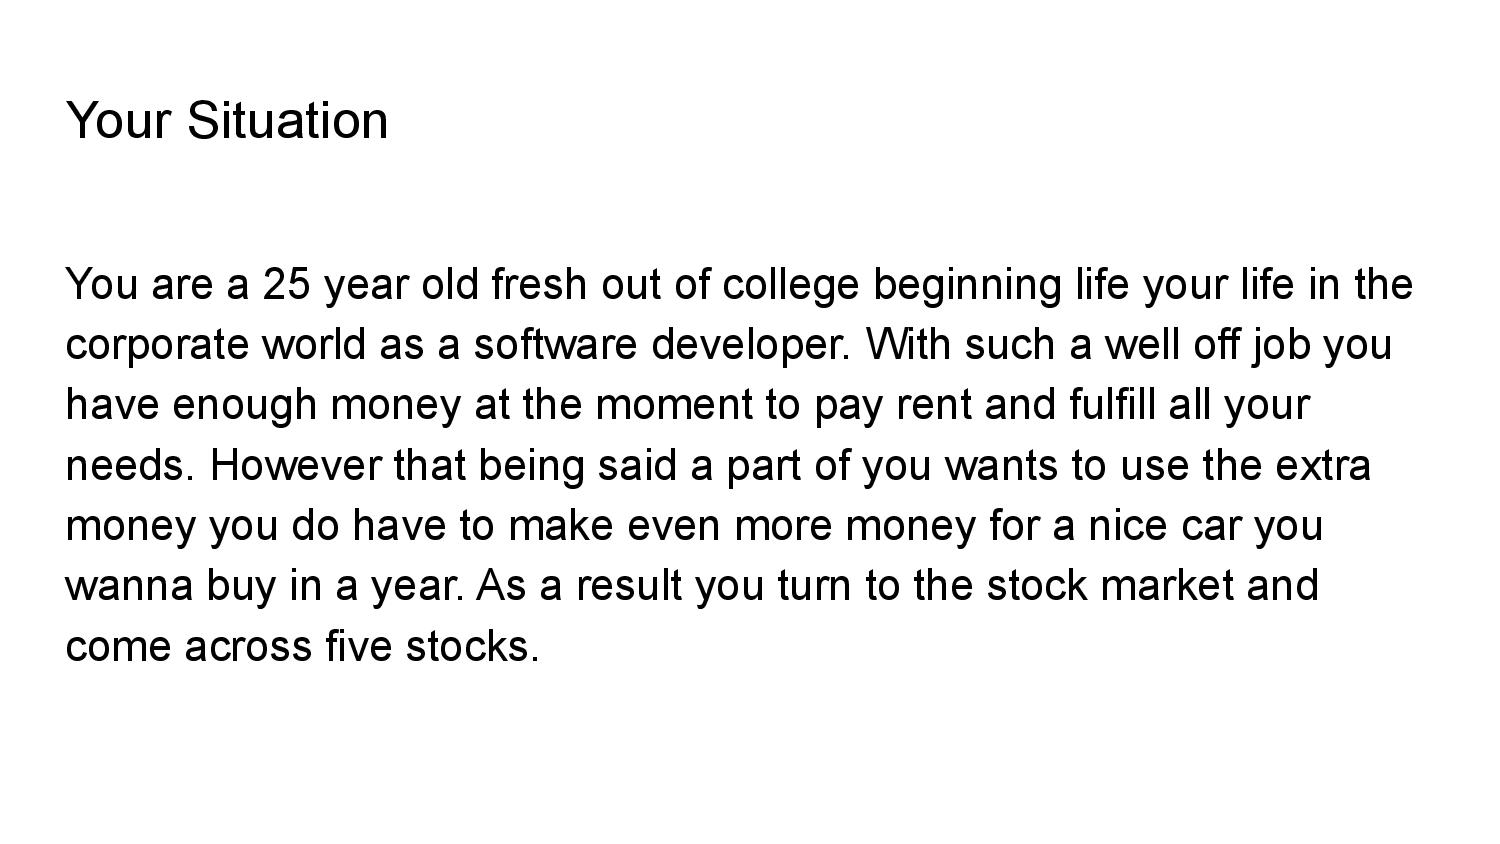 Your Situation
You are a 25 year old fresh out of college beginning life your life in the
corporate world as a software developer. With such a well off job you
have enough money at the moment to pay rent and fulfill all your
needs. However that being said a part of you wants to use the extra
money you do have to make even more money for a nice car you
wanna buy in a year. As a result you turn to the stock market and
come across five stocks.